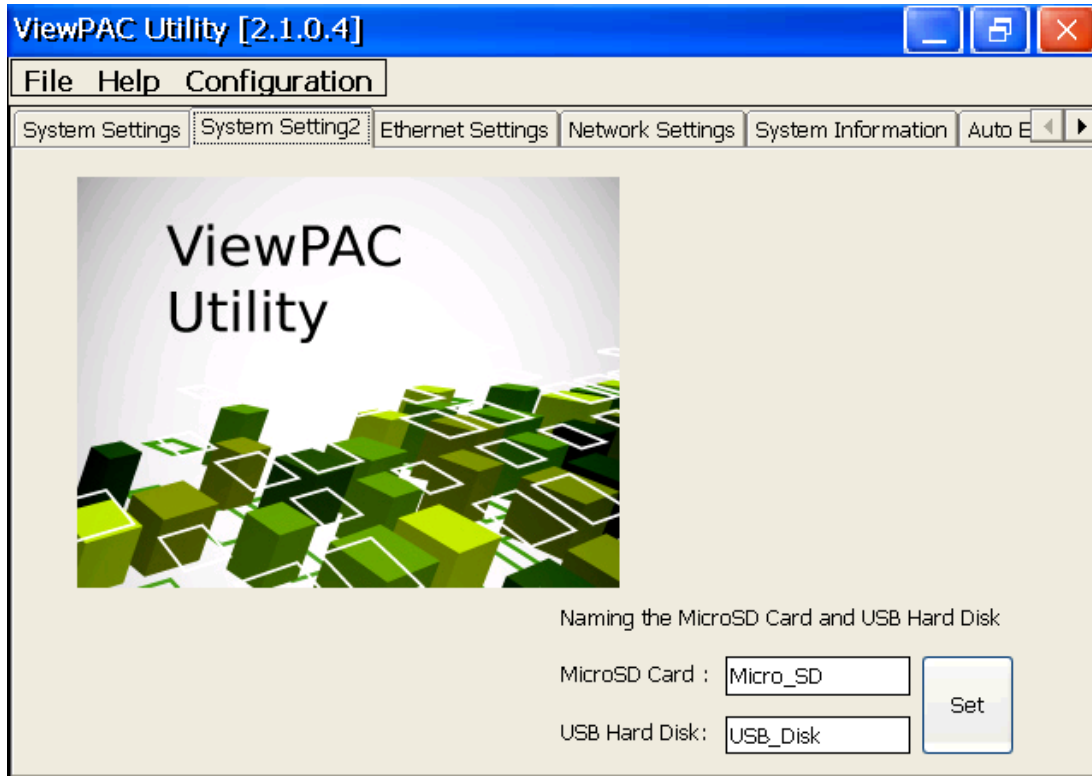 ViewPAC Utility [2.1.0.4]
File Help Configuration
System Settings System Setting2 Ethernet Settings Network Settings System Information Auto E
ViewPAC
Utility
Naming the MicroSD Card and USB Hard Disk
MicroSD Card : Micro_SD
Set
USB Hard Disk: USB_Disk